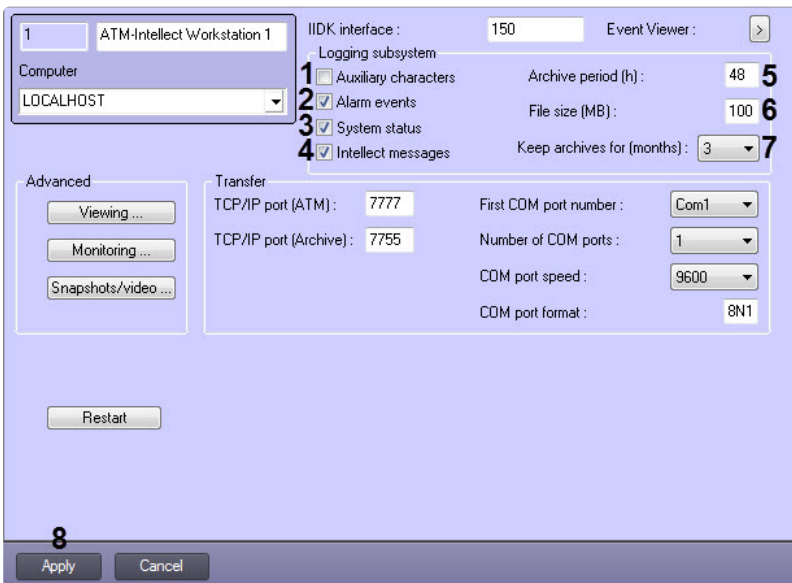 1 ATM-Intellect Workstation 1
Computer
LOCALHOST
IIDK interface : 150 Event Viewer : >
Logging subsystem
1 Auxiliary characters Archive period (h) : 48 5
2 Alarm events File size (MB) : 100 6
3 System status
4 Intellect messages Keep archives for (months) : 3 7
Advanced
Viewing ...
Monitoring ...
Snapshots/video ...
Transfer
TCP/IP port (ATM) : 7777 First COM port number : Com1
TCP/IP port (Archive) : 7755 Number of COM ports : 1
COM port speed : 9600
COM port format : 8N1
Restart
8
Apply Cancel